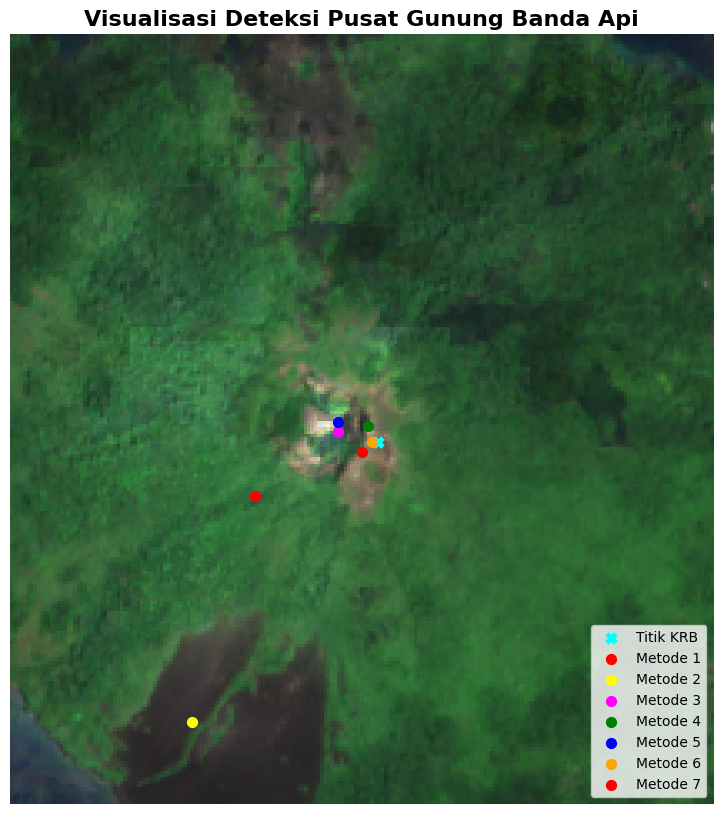 Visualisasi Deteksi Pusat Gunung Banda Api
Titik KRB
Metode 1
Metode 2
Metode 3
Metode 4
Metode 5
Metode 6
Metode 7